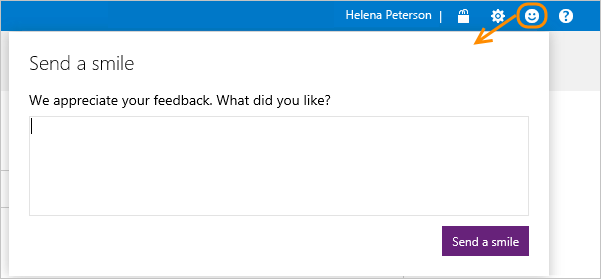 Helena Peterson |
?
Send a smile
We appreciate your feedback. What did you like?
Send a smile